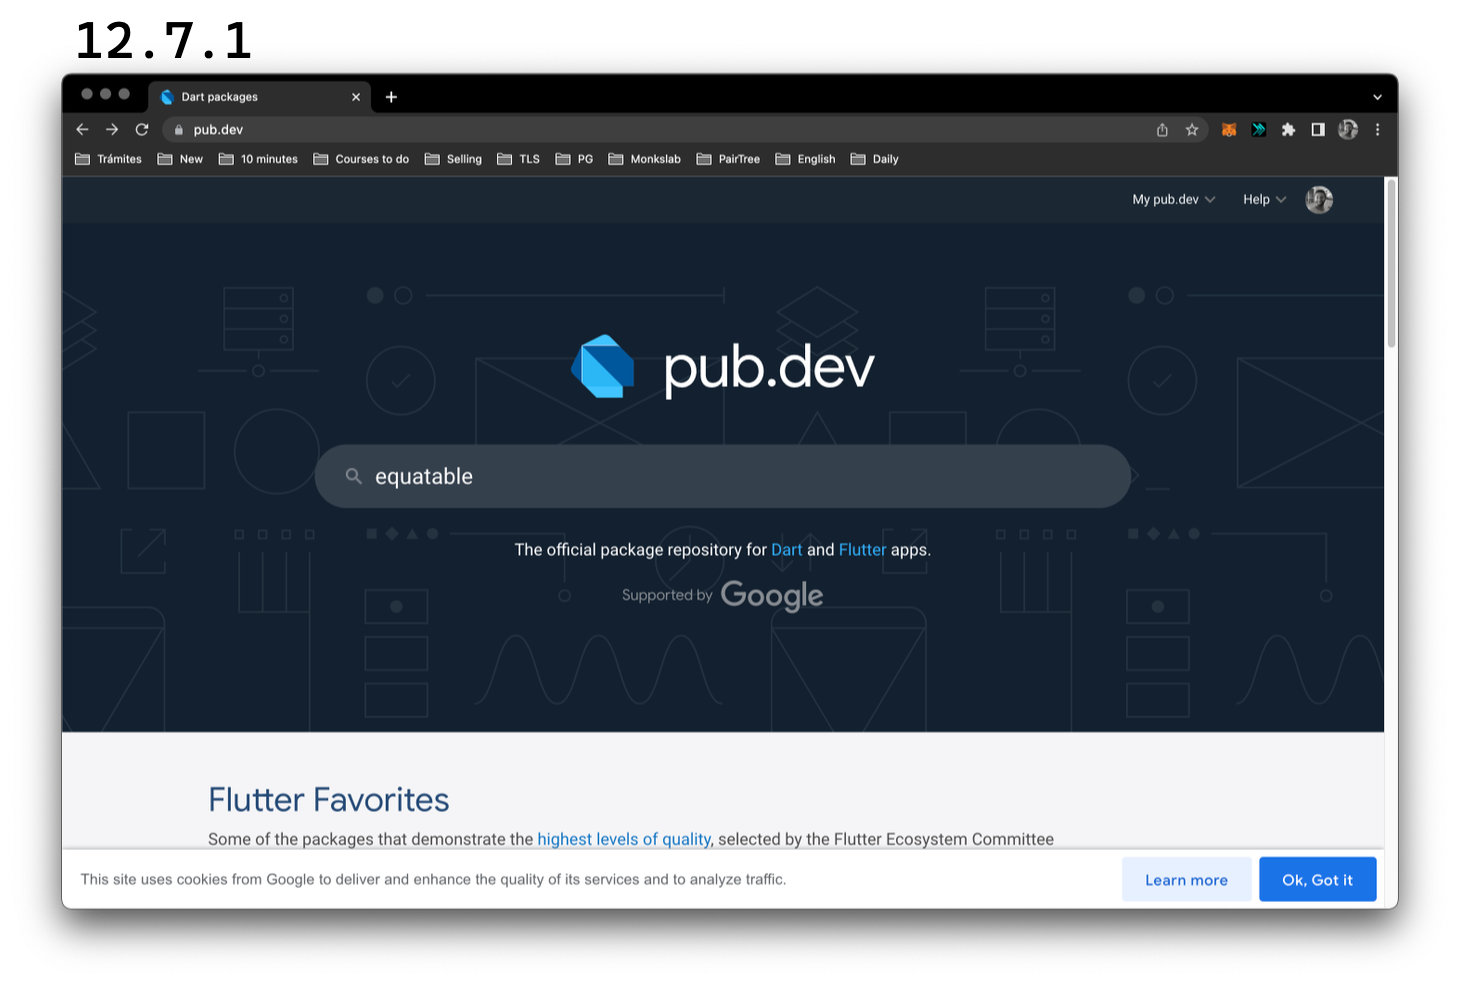 12.7.1
Dart packages
pub.dev
Trámites New 10 minutes Courses to do Selling TLS PG Monkslab PairTree English Daily
My pub.dev Help
pub.dev
equatable
The official package repository for Dart and Flutter apps.
Supported by Google
Flutter Favorites
Some of the packages that demonstrate the highest levels of quality, selected by the Flutter Ecosystem Committee
This site uses cookies from Google to deliver and enhance the quality of its services and to analyze traffic.
Learn more Ok, Got it